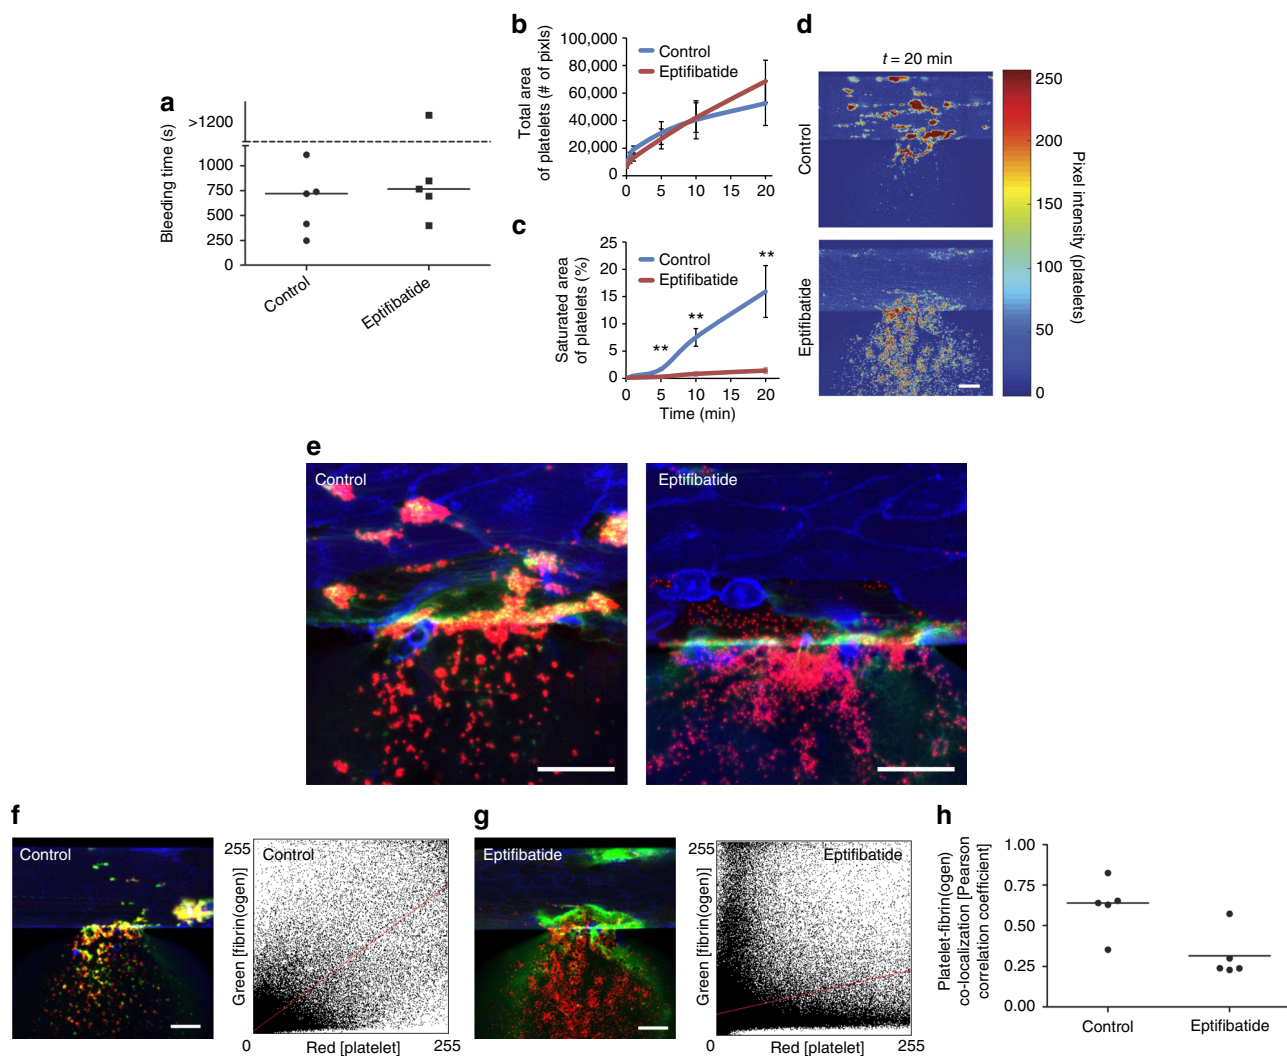 a
Bleeding time (s)
>1200
1000
750
500
250
0
Control
Eptifibatide
b
Total area
of platelets (# of pixls)
100,000
80,000
60,000
40,000
20,000
0
Control
Eptifibatide
0 5 10 15 20
c
Saturated area
of platelets (%)
25
20
15
10
5
0
Control
Eptifibatide
**
**
**
0 5 10 15 20
Time (min)
d
t = 20 min
Control
Eptifibatide
250
200
150
100
50
0
Pixel intensity (platelets)
e
Control
Eptifibatide
f
Control
255
Control
Green [fibrin(ogen)]
0
Red [platelet]
255
g
Eptifibatide
255
Eptifibatide
Green [fibrin(ogen)]
0
Red [platelet]
255
h
Platelet-fibrin(ogen)
co-localization [Pearson
correlation coefficient]
1.00
0.75
0.50
0.25
0.00
Control
Eptifibatide